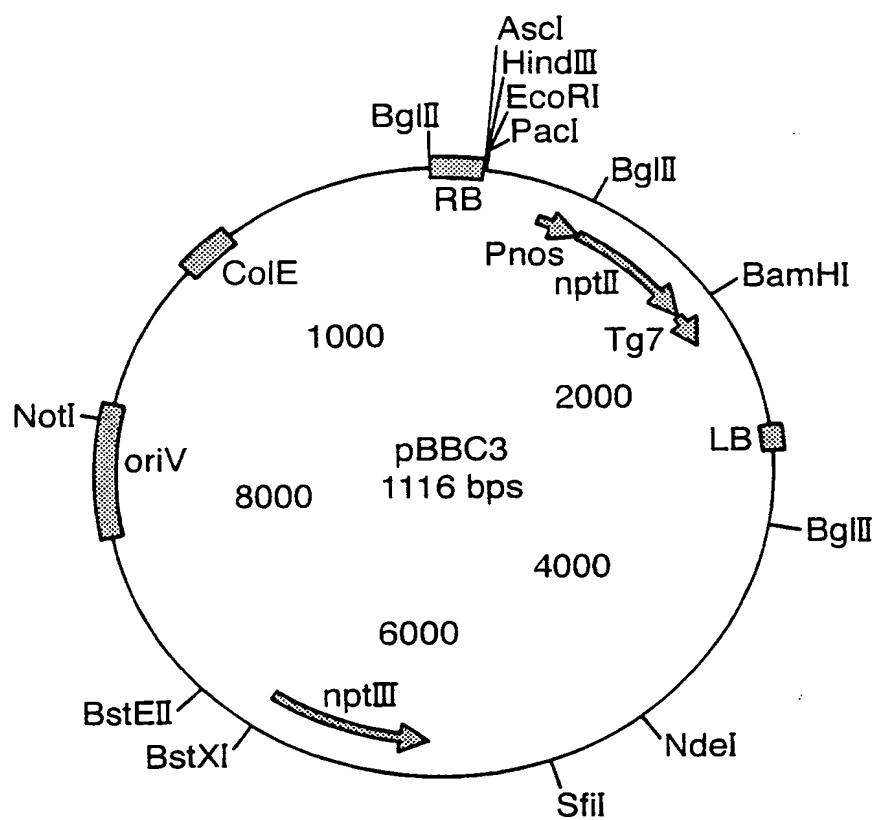 AscI
HindⅢ
EcoRI
PacI
BglⅡ
RB
BglⅡ
Pnos
nptⅡ
BamHI
Tg7
ColE
1000
2000
LB
NotI
oriV
pBBC3
1116 bps
8000
BglⅡ
4000
6000
nptⅢ
BstEⅡ
BstXI
NdeI
SfiI